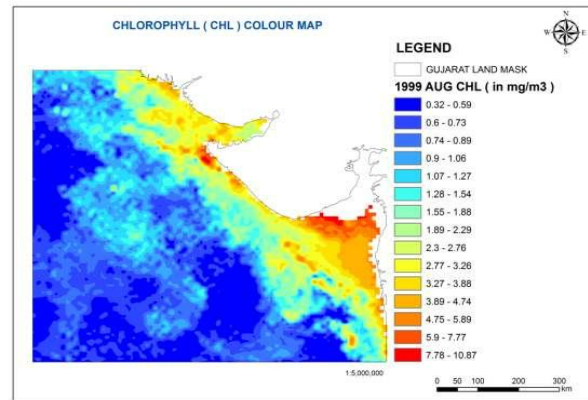 CHLOROPHYLL ( CHL ) COLOUR MAP
N
W E
S
LEGEND
GUJARAT LAND MASK
1999 AUG CHL ( in mg/m3 )
0.32 - 0.59
0.6 - 0.73
0.74 - 0.89
0.9 - 1.06
1.07 - 1.27
1.28 - 1.54
1.55 - 1.88
1.89 - 2.29
2.3 - 2.76
2.77 - 3.26
3.27 - 3.88
3.89 - 4.74
4.75 - 5.89
5.9 - 7.77
7.78 - 10.87
1:5,000,000
0 50 100 200 300
km